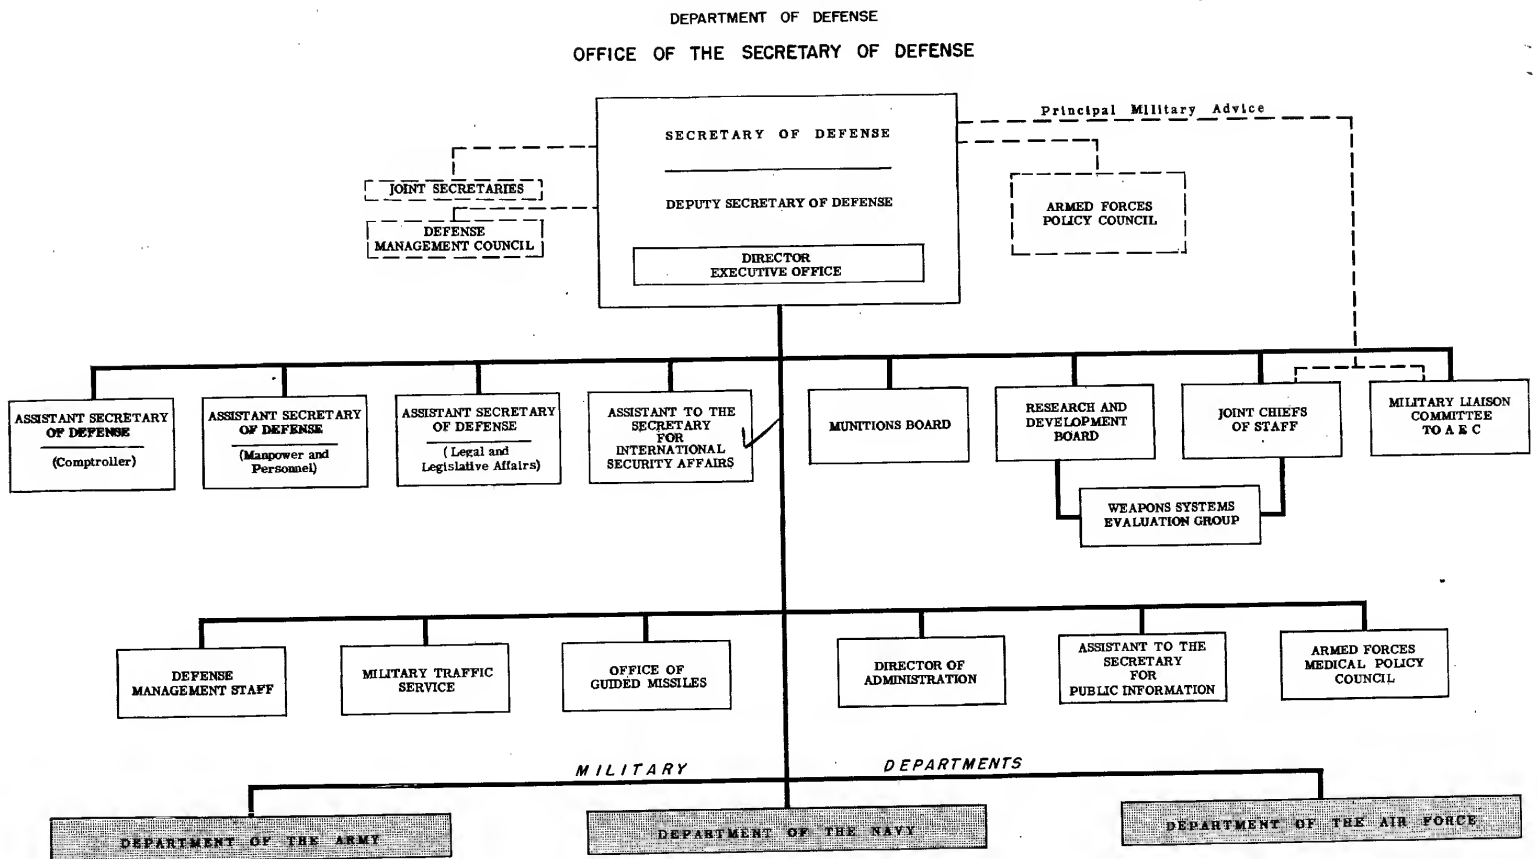 DEPARTMENT OF DEFENSE
OFFICE OF THE SECRETARY OF DEFENSE
Principal Military Advice
SECRETARY OF DEFENSE
DEPUTY SECRETARY OF DEFENSE
DIRECTOR
EXECUTIVE OFFICE
JOINT SECRETARIES
DEFENSE
MANAGEMENT COUNCIL
ARMED FORCES
POLICY COUNCIL
ASSISTANT SECRETARY
OF DEFENSE
(Comptroller)
ASSISTANT SECRETARY
OF DEFENSE
(Manpower and
Personnel)
ASSISTANT SECRETARY
OF DEFENSE
(Legal and
Legislative Affairs)
ASSISTANT TO THE
SECRETARY
FOR
INTERNATIONAL
SECURITY AFFAIRS
MUNITIONS BOARD
RESEARCH AND
DEVELOPMENT
BOARD
JOINT CHIEFS
OF STAFF
MILITARY LIAISON
COMMITTEE
TO A E C
WEAPONS SYSTEMS
EVALUATION GROUP
DEFENSE
MANAGEMENT STAFF
MILITARY TRAFFIC
SERVICE
OFFICE OF
GUIDED MISSILES
DIRECTOR OF
ADMINISTRATION
ASSISTANT TO THE
SECRETARY
FOR
PUBLIC INFORMATION
ARMED FORCES
MEDICAL POLICY
COUNCIL
MILITARY DEPARTMENTS
DEPARTMENT OF THE ARMY
DEPARTMENT OF THE NAVY
DEPARTMENT OF THE AIR FORCE